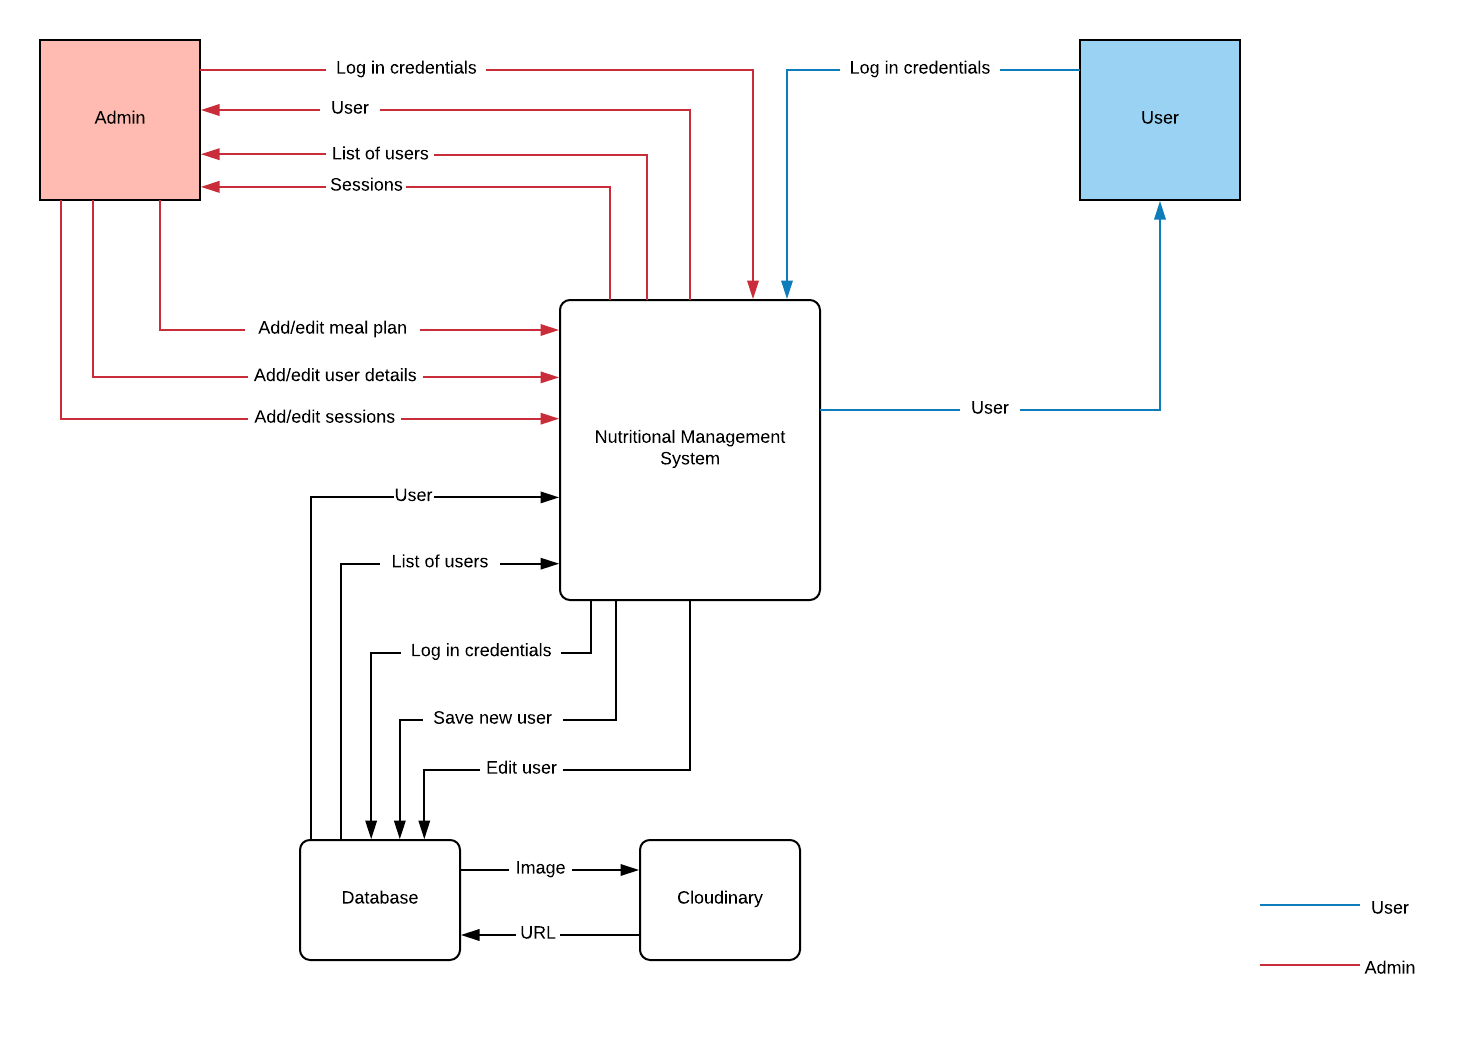 Log in credentials
Log in credentials
User
Admin
User
List of users
Sessions
Add/edit meal plan
Add/edit user details
Add/edit sessions
User
Nutritional Management
System
User
List of users
Log in credentials
Save new user
Edit user
Image
Database
Cloudinary
URL
User
Admin